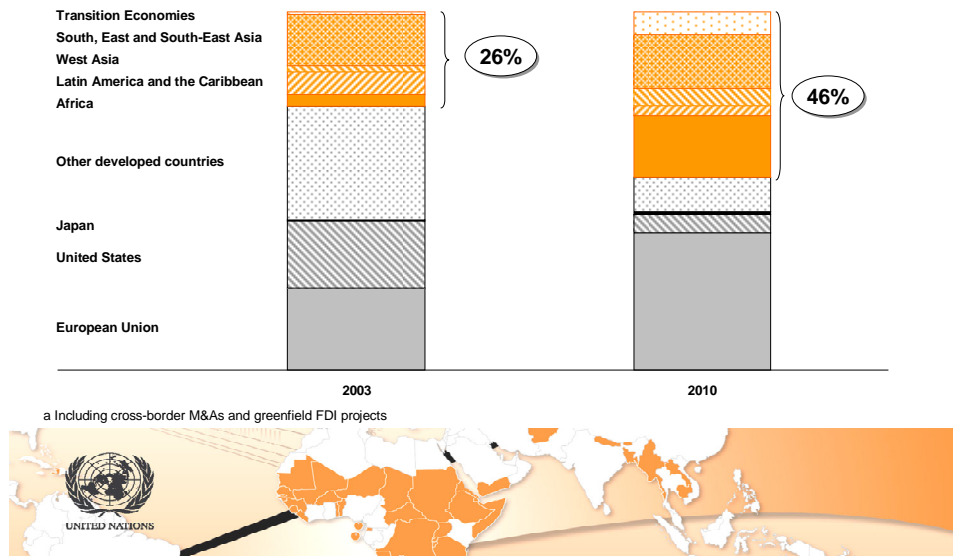 Transition Economies
South, East and South-East Asia
West Asia
Latin America and the Caribbean
Africa
Other developed countries
Japan
United States
European Union
26%
46%
2003
2010
a Including cross-border M&As and greenfield FDI projects
UNITED NATIONS